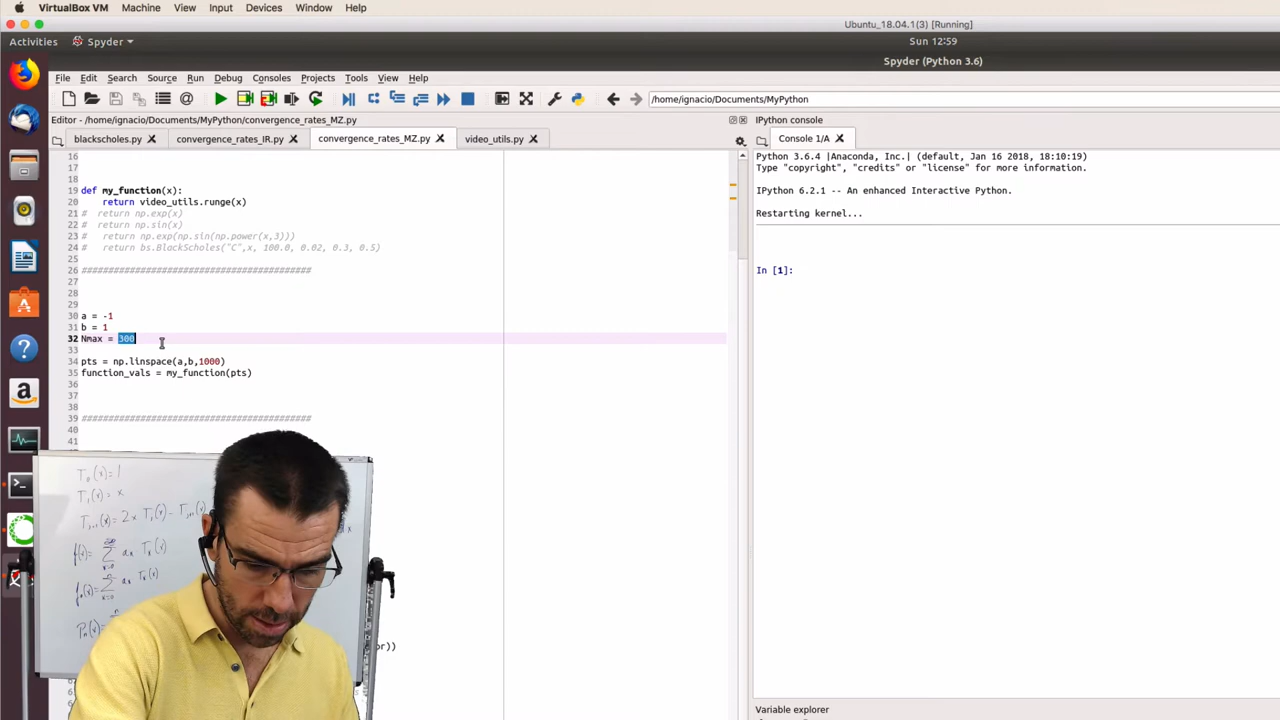 VirtualBox VM Machine View Input Devices Window Help
Ubuntu_18.04.1(3) [Running]
Activities Spyder Sun 12:59
Spyder (Python 3.6)
File Edit Search Source Run Debug Consoles Projects Tools View Help
/home/ignacio/Documents/MyPython
Editor - /home/ignacio/Documents/MyPython/convergence_rates_MZ.py
blackscholes.py convergence_rates_IR.py convergence_rates_MZ.py video_utils.py
16
17
18
19 def my_function(x):
20 return video_utils.runge(x)
21 # return np.exp(x)
22 # return np.sin(x)
23 # return np.exp(np.sin(np.power(x,3)))
24 # return bs.BlackScholes("C",x, 100.0, 0.02, 0.3, 0.5)
25
26 ###########################################
27
28
29
30 a = -1
31 b = 1
32 Nmax = 300
33
34 pts = np.linspace(a,b,1000)
35 function_vals = my_function(pts)
36
37
38
39 ###########################################
40
41
or))
T₀(x)=1
T₁(x)=x
IPython console
Console 1/A
Python 3.6.4 |Anaconda, Inc.| (default, Jan 16 2018, 18:10:19)
Type "copyright", "credits" or "license" for more information.
IPython 6.2.1 -- An enhanced Interactive Python.
Restarting kernel...
In [1]:
Variable explorer